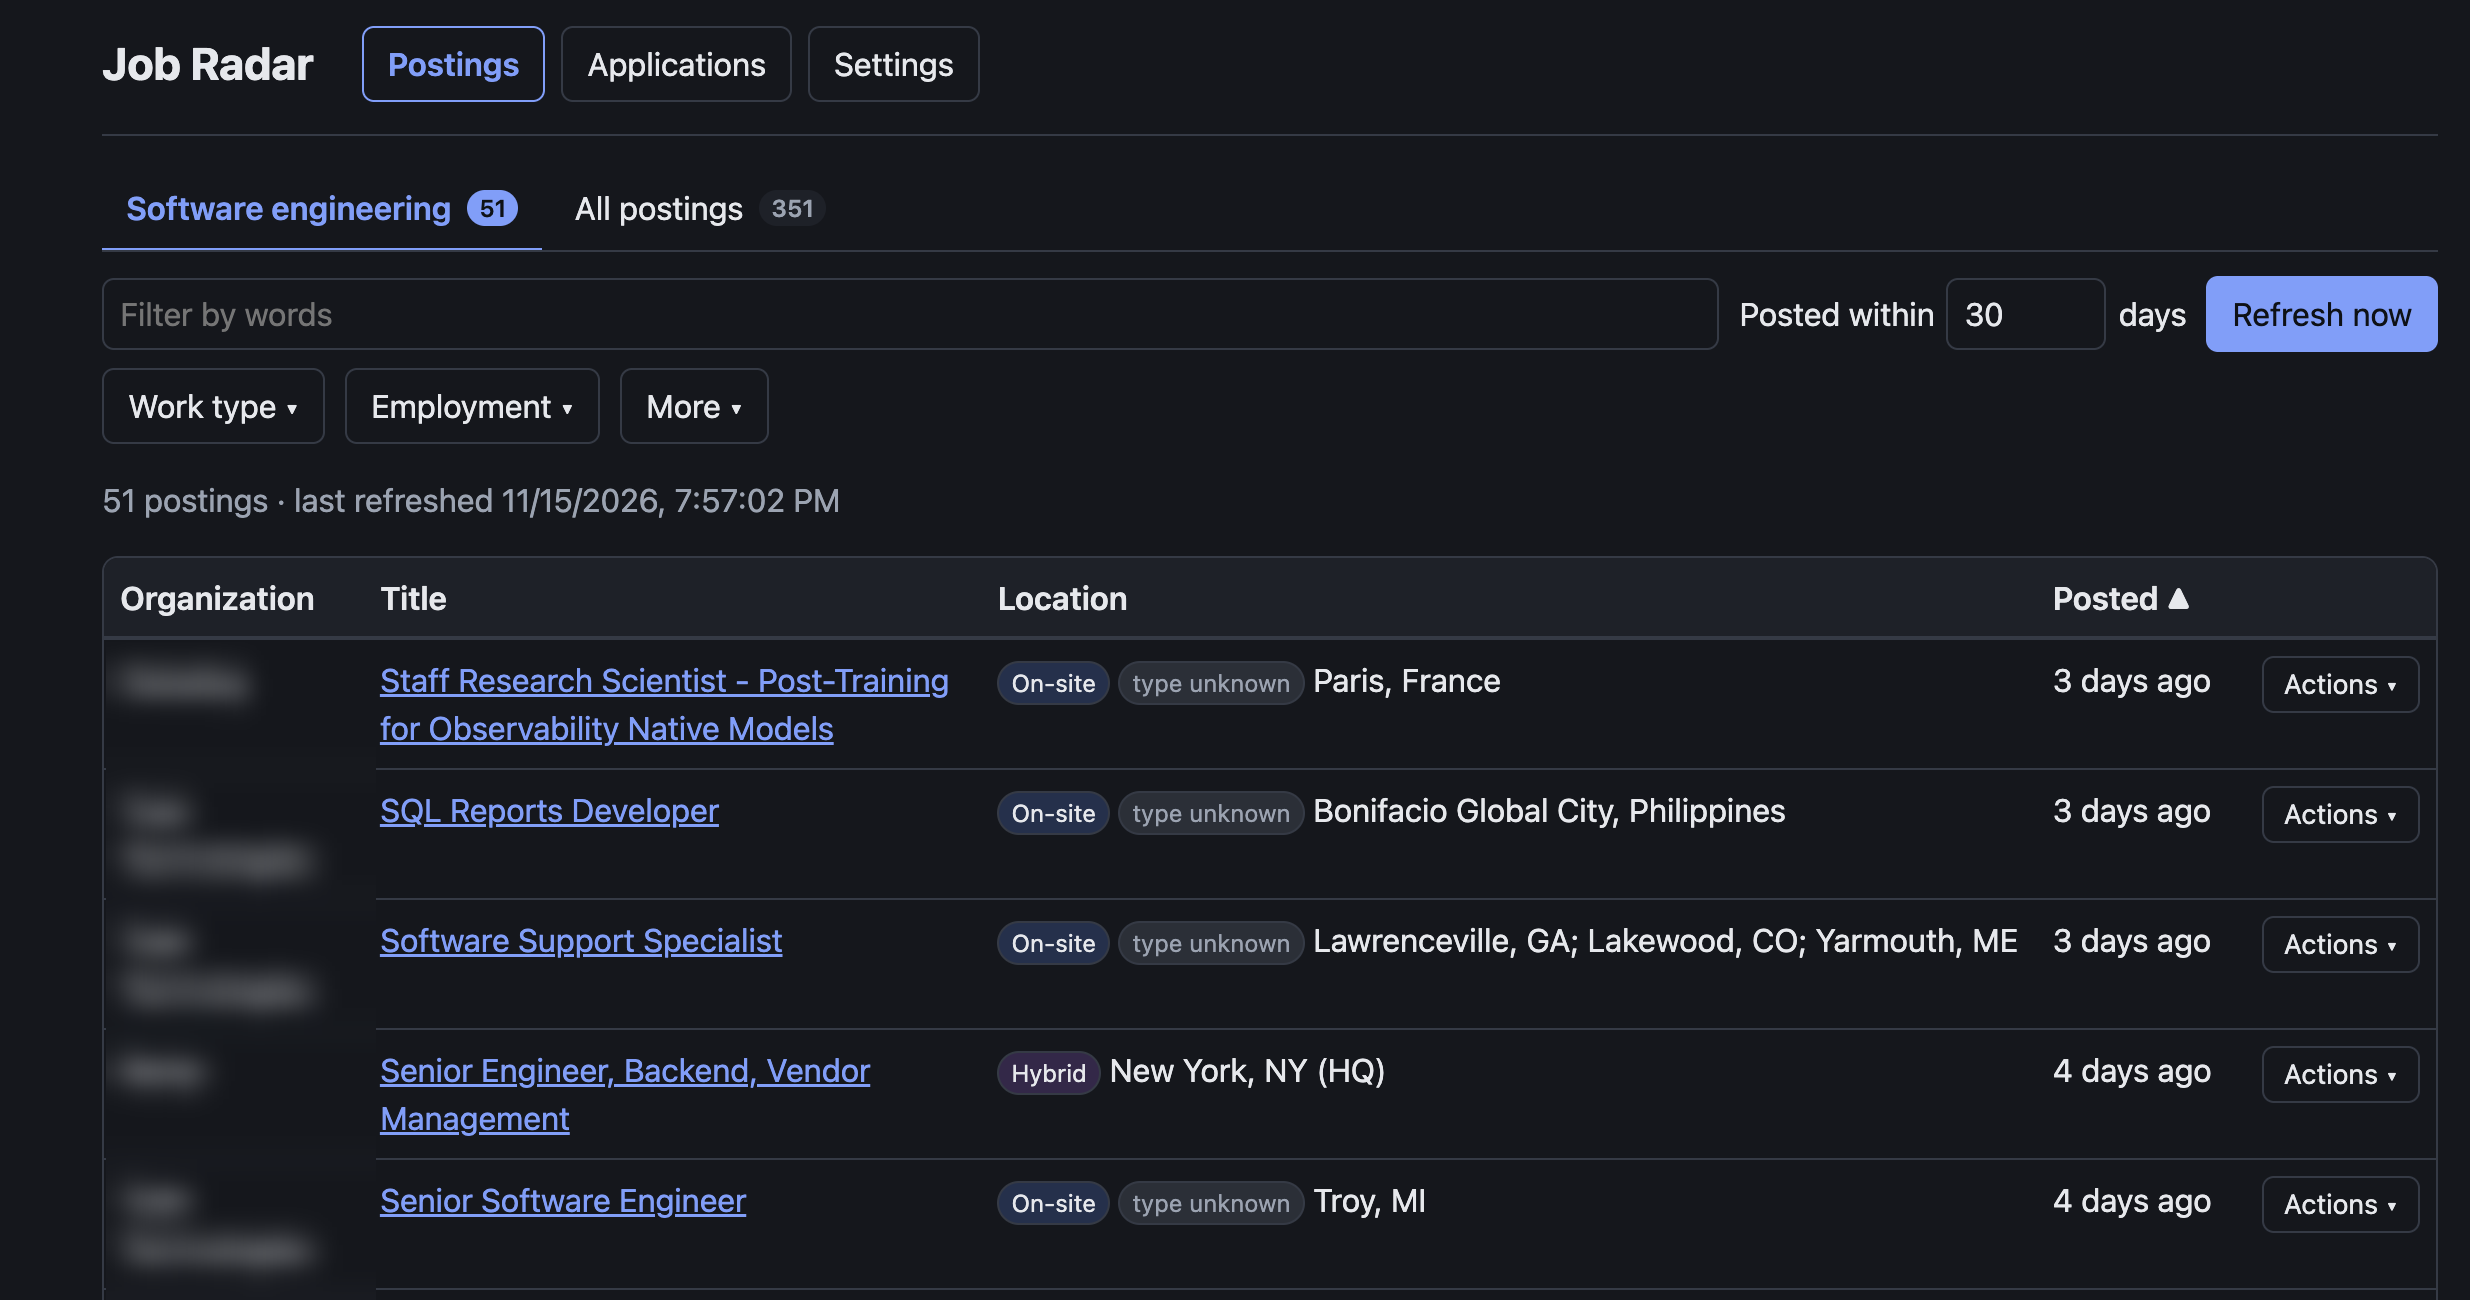 Job Radar Postings Applications Settings
Software engineering 51 All postings 351
Filter by words Posted within 30 days Refresh now
Work type ▾ Employment ▾ More ▾
51 postings · last refreshed 11/15/2026, 7:57:02 PM
Organization Title Location Posted ▲
Staff Research Scientist - Post-Training On-site type unknown Paris, France 3 days ago Actions ▾
for Observability Native Models
SQL Reports Developer On-site type unknown Bonifacio Global City, Philippines 3 days ago Actions ▾
Software Support Specialist On-site type unknown Lawrenceville, GA; Lakewood, CO; Yarmouth, ME 3 days ago Actions ▾
Senior Engineer, Backend, Vendor Hybrid New York, NY (HQ) 4 days ago Actions ▾
Management
Senior Software Engineer On-site type unknown Troy, MI 4 days ago Actions ▾